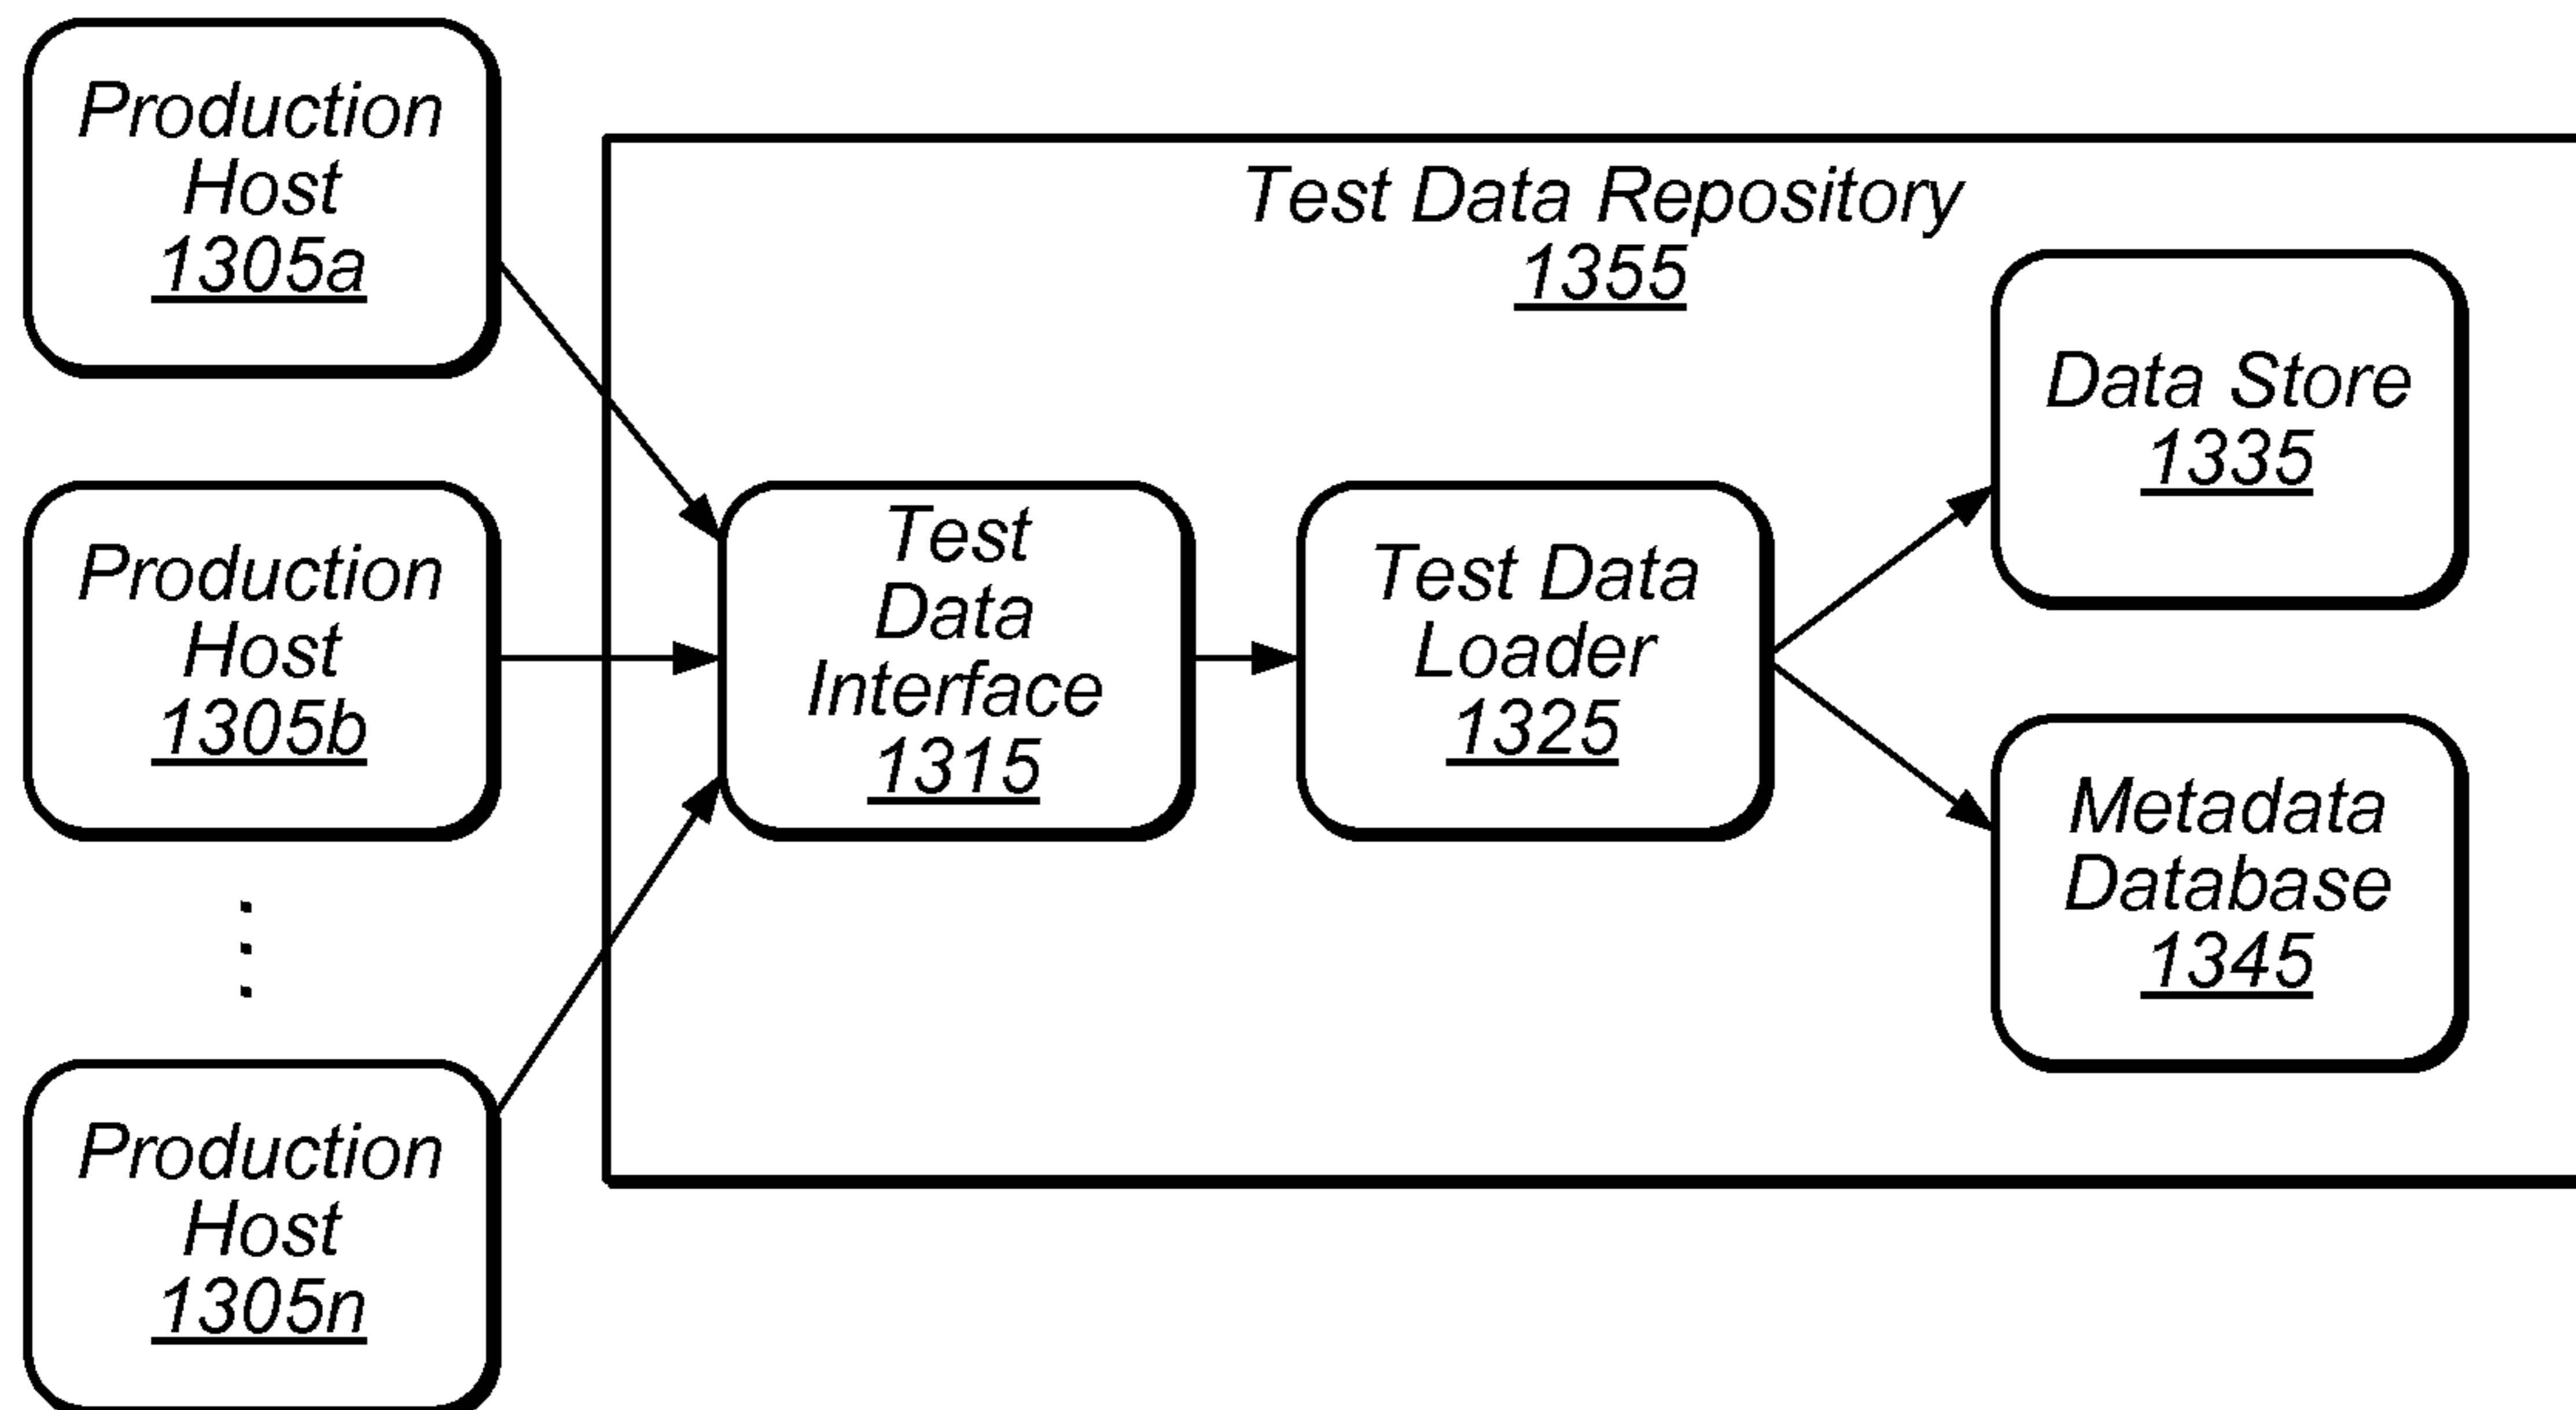 Production
Host
1305a
Test Data Repository
1355
Data Store
1335
Production
Host
1305b
Test
Data
Interface
1315
Test Data
Loader
1325
Metadata
Database
1345
Production
Host
1305n